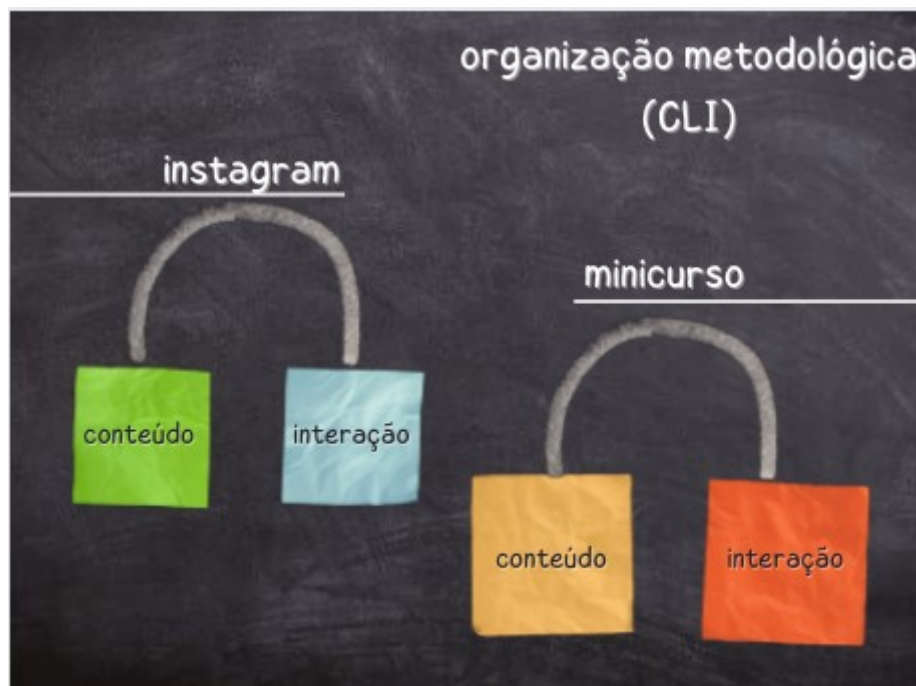 organização metodológica
(CLI)
instagram
minicurso
conteúdo
interação
conteúdo
interação